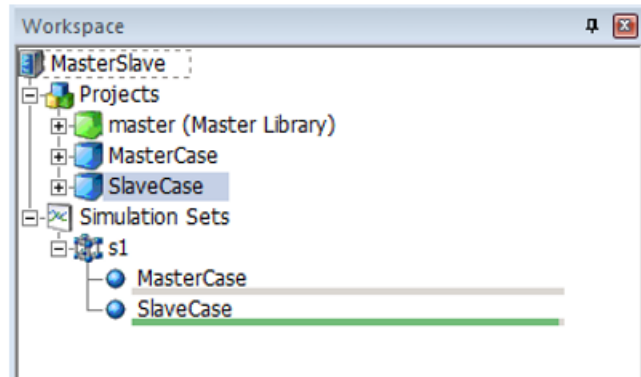 Workspace
MasterSlave
Projects
master (Master Library)
MasterCase
SlaveCase
Simulation Sets
s1
MasterCase
SlaveCase